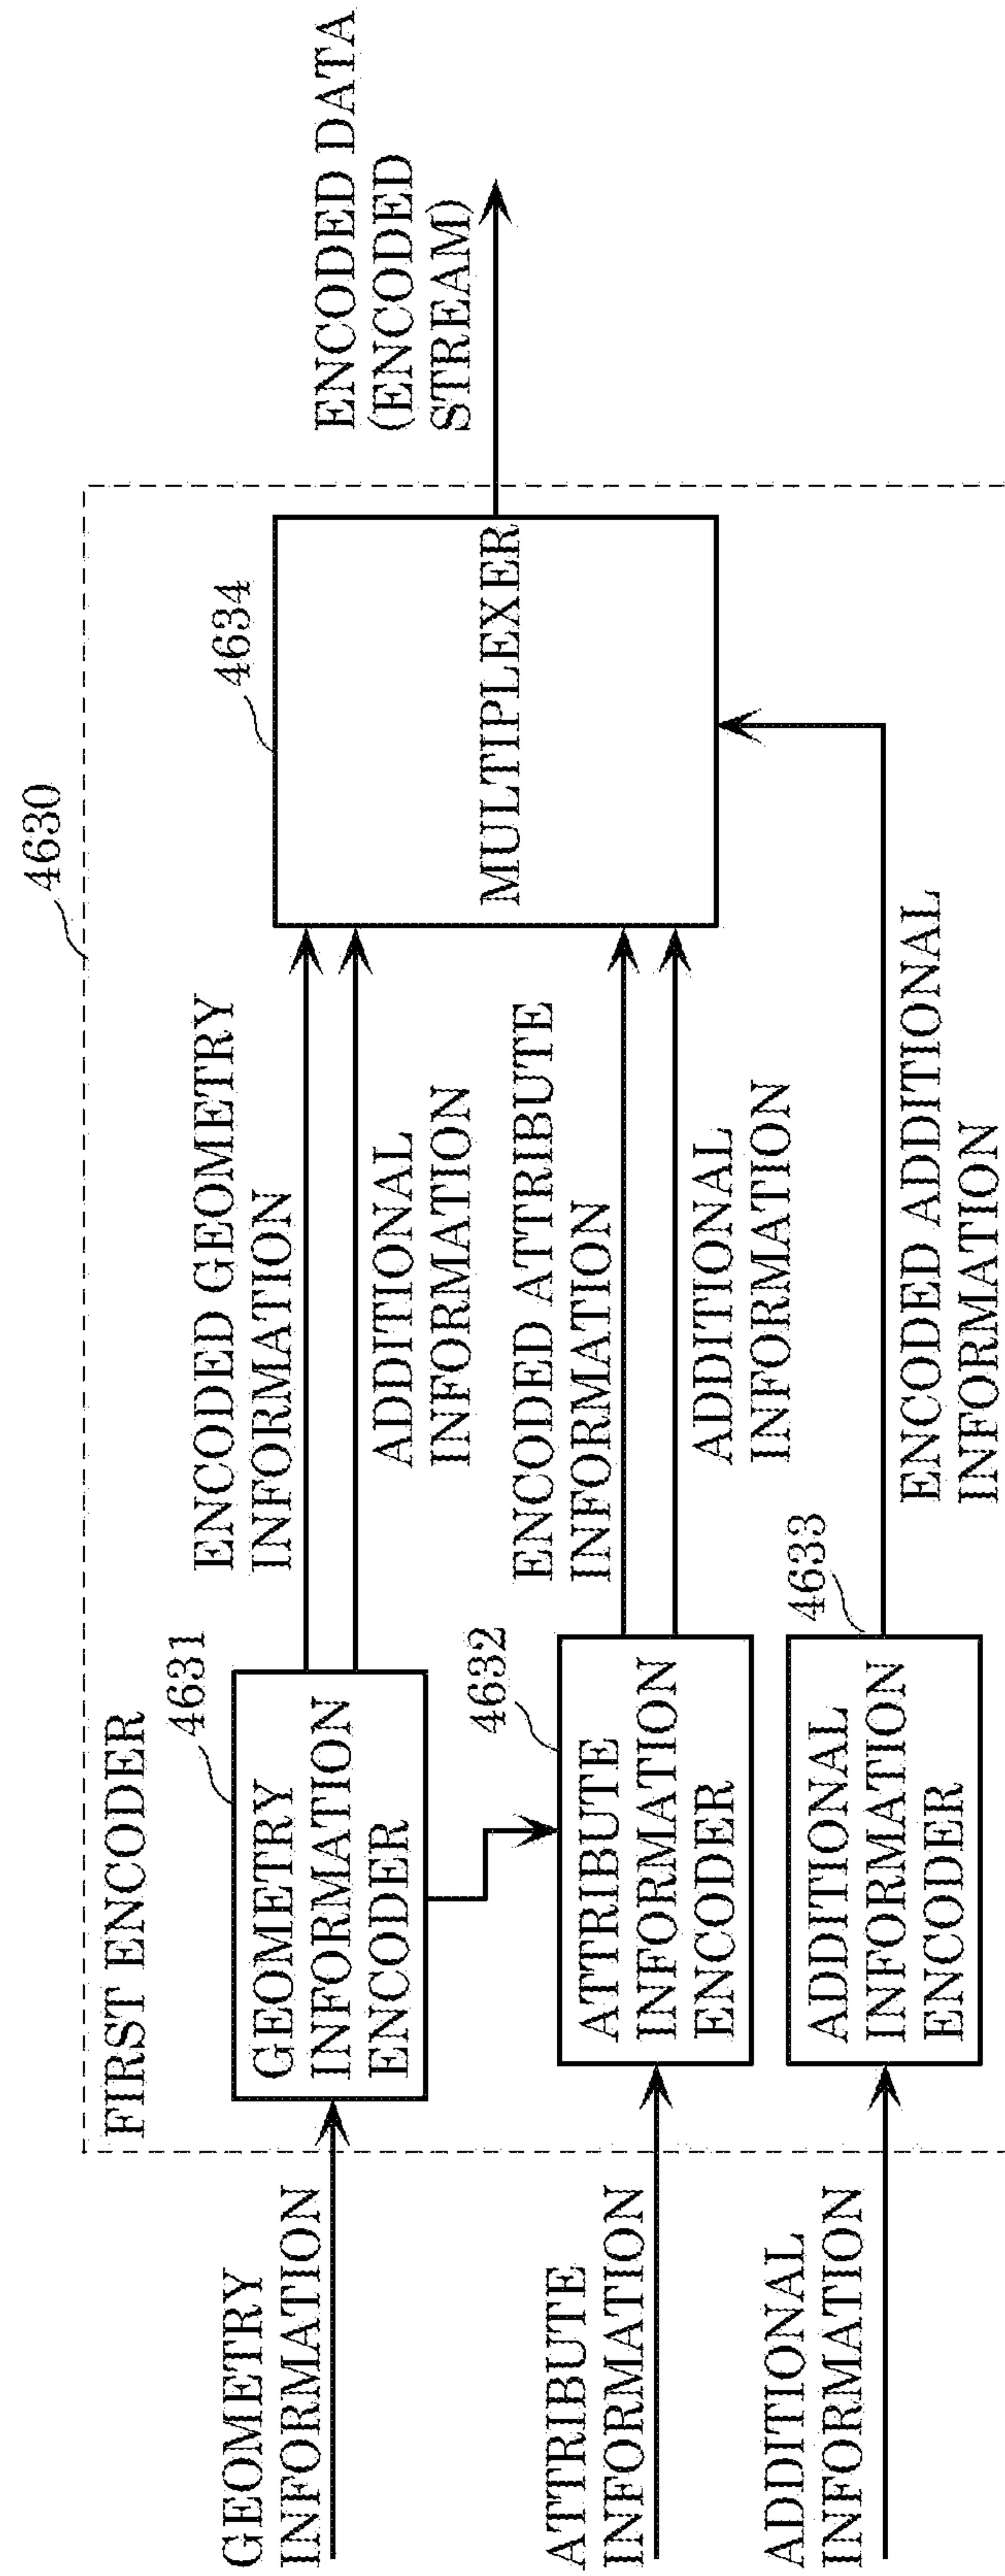 4630
FIRST ENCODER
GEOMETRY
INFORMATION
4631
GEOMETRY
INFORMATION
ENCODER
ENCODED GEOMETRY
INFORMATION
ADDITIONAL
INFORMATION
4634
MULTIPLEXER
ENCODED DATA
(ENCODED
STREAM)
ATTRIBUTE
INFORMATION
4632
ATTRIBUTE
INFORMATION
ENCODER
ENCODED ATTRIBUTE
INFORMATION
ADDITIONAL
INFORMATION
ADDITIONAL
INFORMATION
4633
ADDITIONAL
INFORMATION
ENCODER
ENCODED ADDITIONAL
INFORMATION